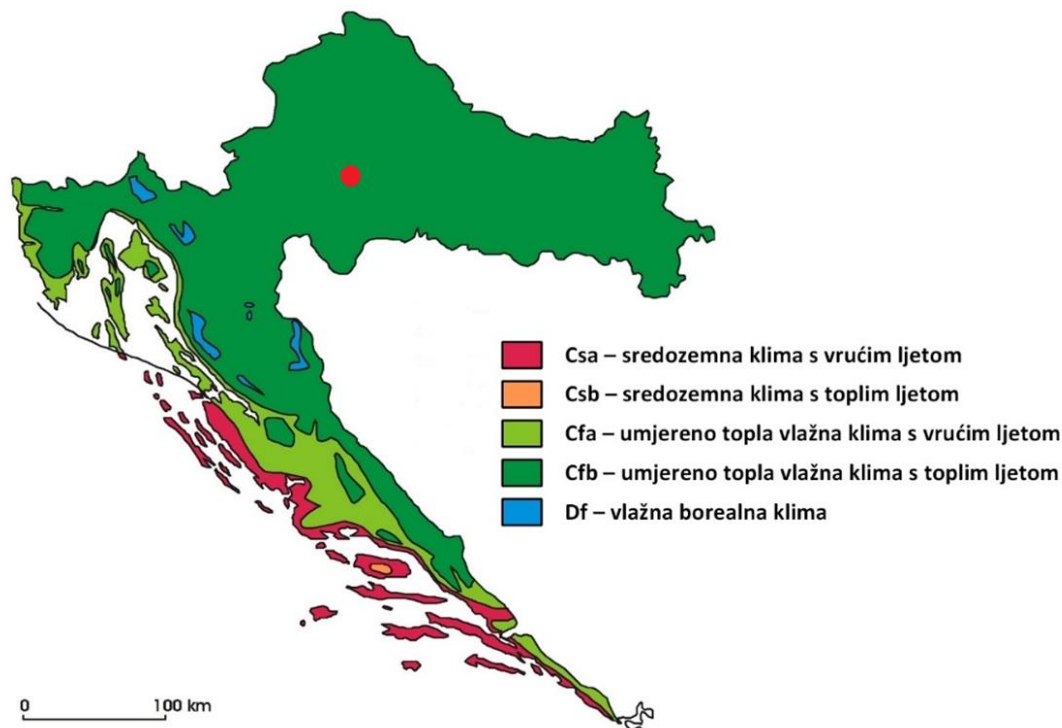 Csa – sredozemna klima s vrućim ljetom
Csb – sredozemna klima s toplim ljetom
Cfa – umjereno topla vlažna klima s vrućim ljetom
Cfb – umjereno topla vlažna klima s toplim ljetom
Df – vlažna borealna klima
0 100 km